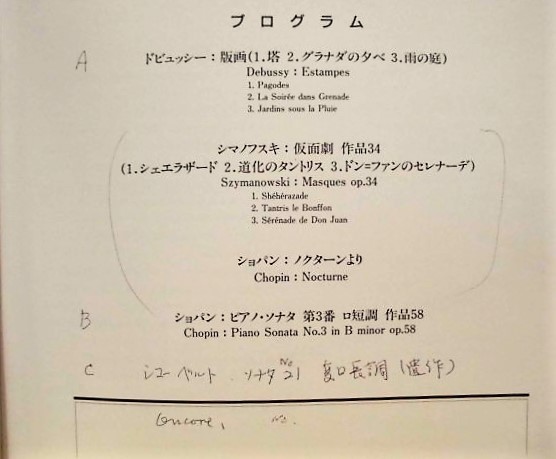 プログラム
A ドビュッシー：版画(1.塔 2.グラナダの夕べ 3.雨の庭)
Debussy : Estampes
1. Pagodes
2. La Soirée dans Grenade
3. Jardins sous la Pluie
シマノフスキ：仮面劇 作品34
(1.シェエラザード 2.道化のタントリス 3.ドン=ファンのセレナーデ)
Szymanowski : Masques op.34
1. Shéhérazade
2. Tantris le Bonffon
3. Sérénade de Don Juan
ショパン：ノクターンより
Chopin : Nocturne
B ショパン：ピアノ・ソナタ 第3番 ロ短調 作品58
Chopin : Piano Sonata No.3 in B minor op.58
C シューベルト ソナタ No 21 変ロ長調 (遺作)
Encore, No.